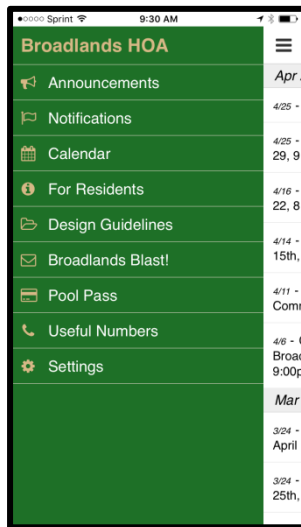 Sprint 9:30 AM
Broadlands HOA
Announcements
Notifications
Calendar
For Residents
Design Guidelines
Broadlands Blast!
Pool Pass
Useful Numbers
Settings
Apr
4/25 -
4/25 -
29, 9
4/16 -
22, 8
4/14 -
15th,
4/11 -
Comm
4/6 -
Broad
9:00p
Mar
3/24 -
April
3/24 -
25th,